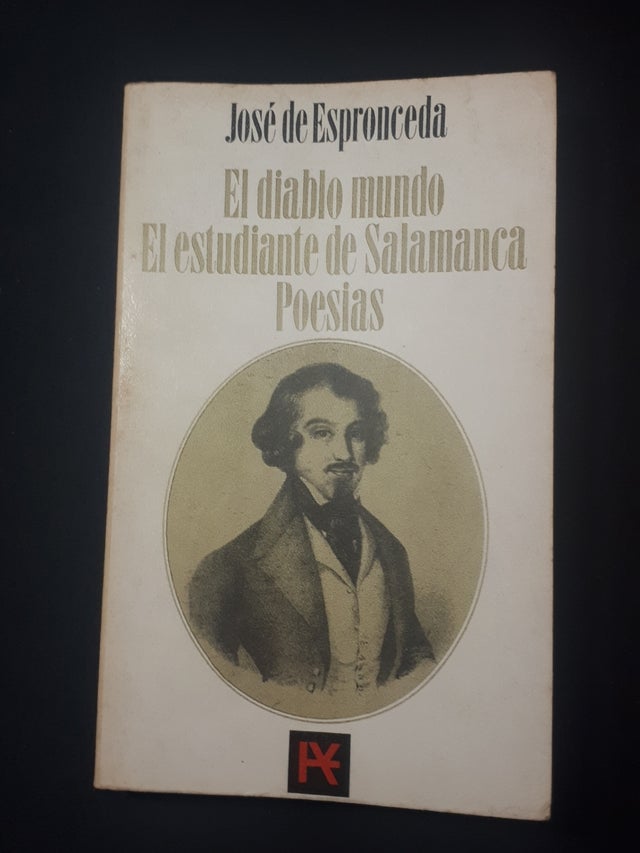 José de Espronceda
El diablo mundo
El estudiante de Salamanca
Poesias